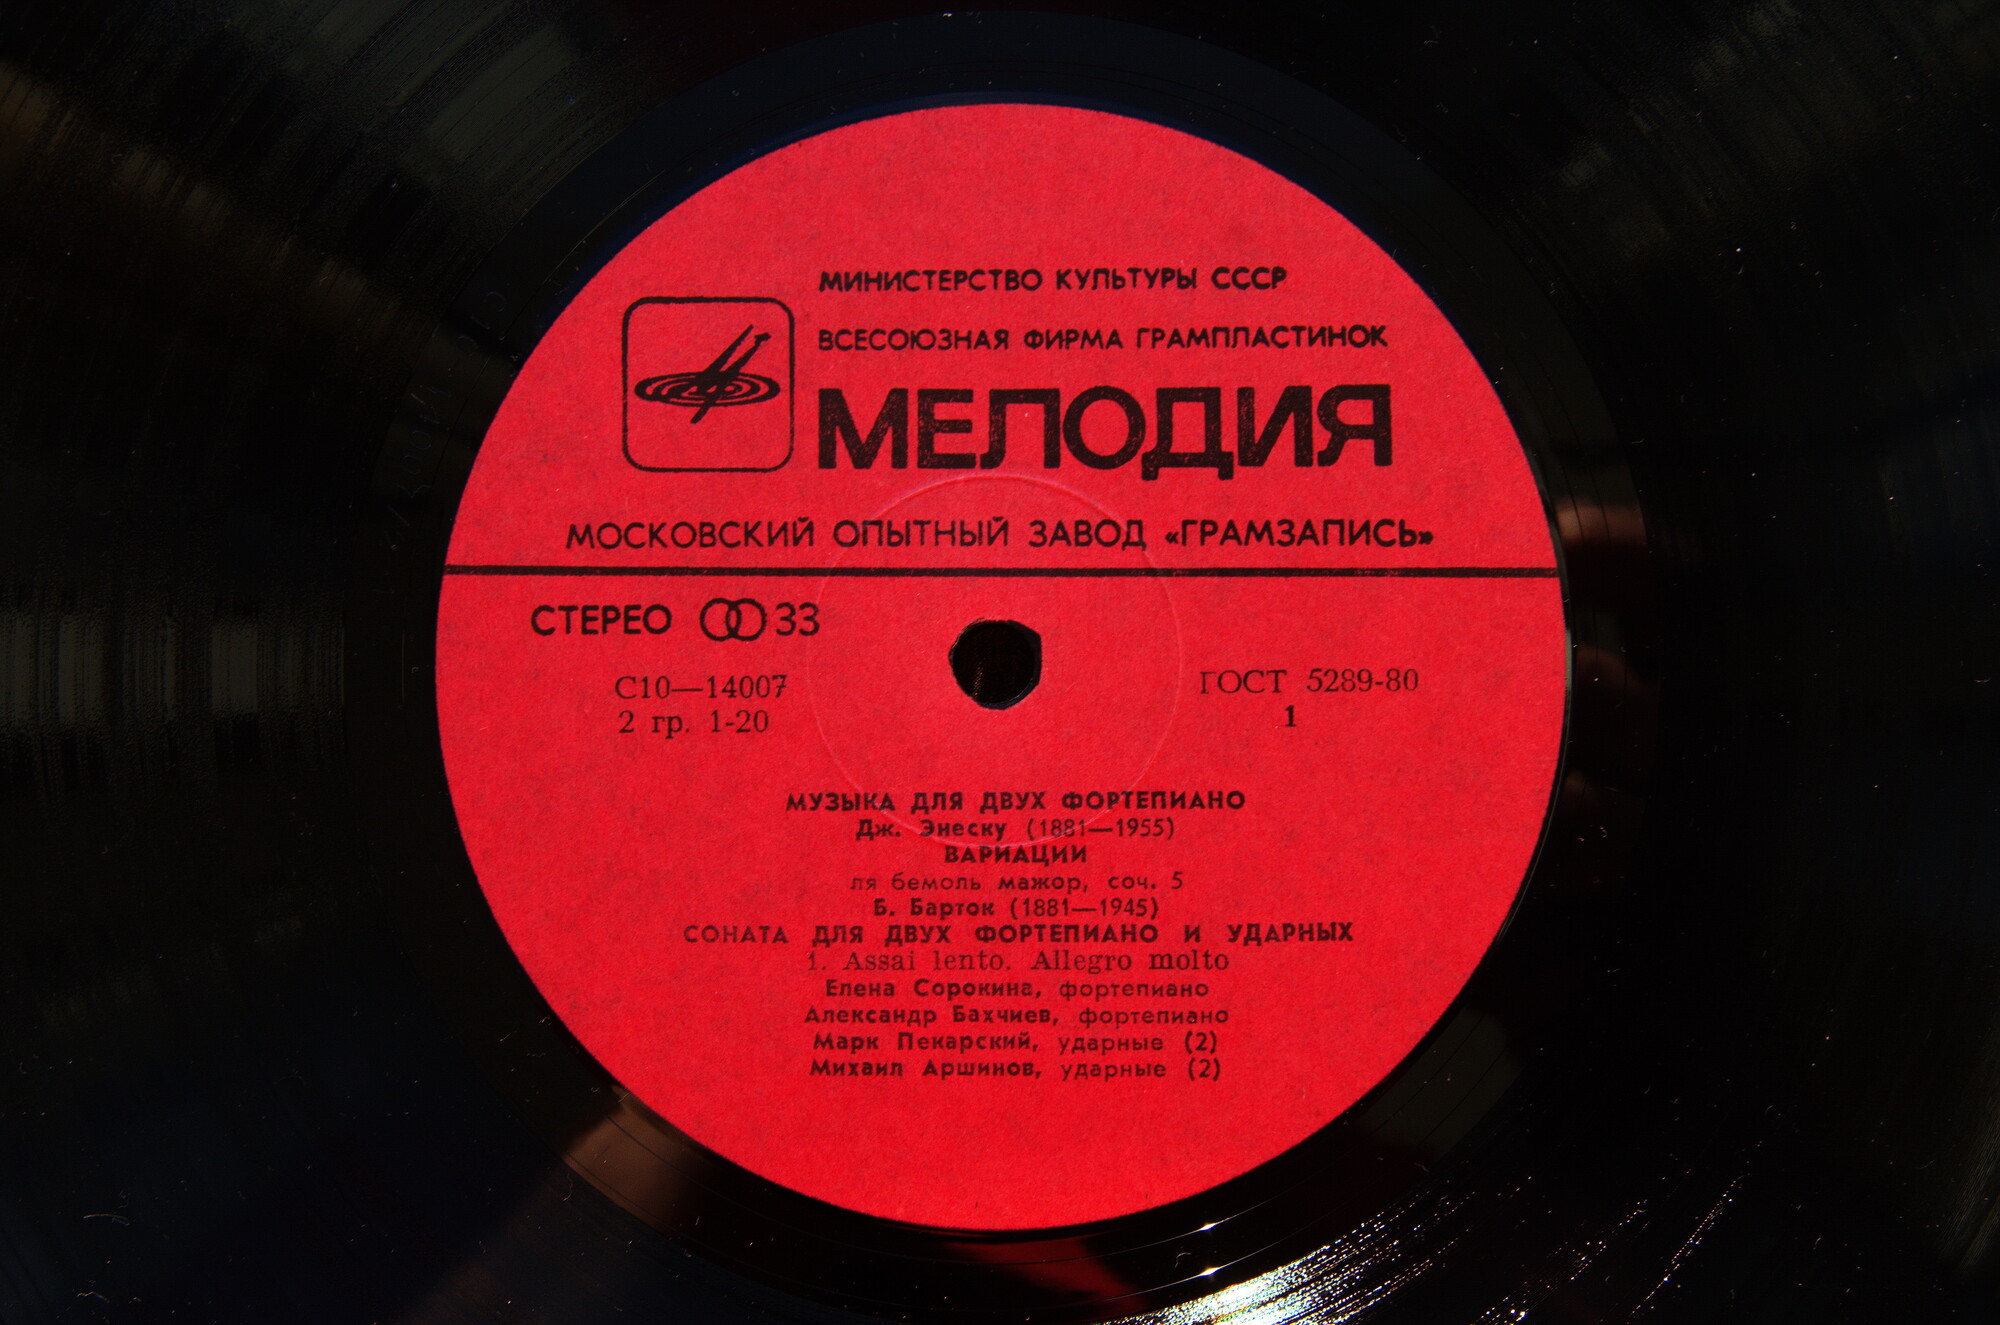 МИНИСТЕРСТВО КУЛЬТУРЫ СССР
ВСЕСОЮЗНАЯ ФИРМА ГРАМПЛАСТИНОК
МЕЛОДИЯ
МОСКОВСКИЙ ОПЫТНЫЙ ЗАВОД «ГРАМЗАПИСЬ»
СТЕРЕО 33
С10—14007
2 гр. 1-20
ГОСТ 5289-80
1
МУЗЫКА ДЛЯ ДВУХ ФОРТЕПИАНО
Дж. Энеску (1881—1955)
ВАРИАЦИИ
ля бемоль мажор, соч. 5
Б. Барток (1881—1945)
СОНАТА ДЛЯ ДВУХ ФОРТЕПИАНО И УДАРНЫХ
1. Assai lento. Allegro molto
Елена Сорокина, фортепиано
Александр Бахчиев, фортепиано
Марк Пекарский, ударные (2)
Михаил Аршинов, ударные (2)